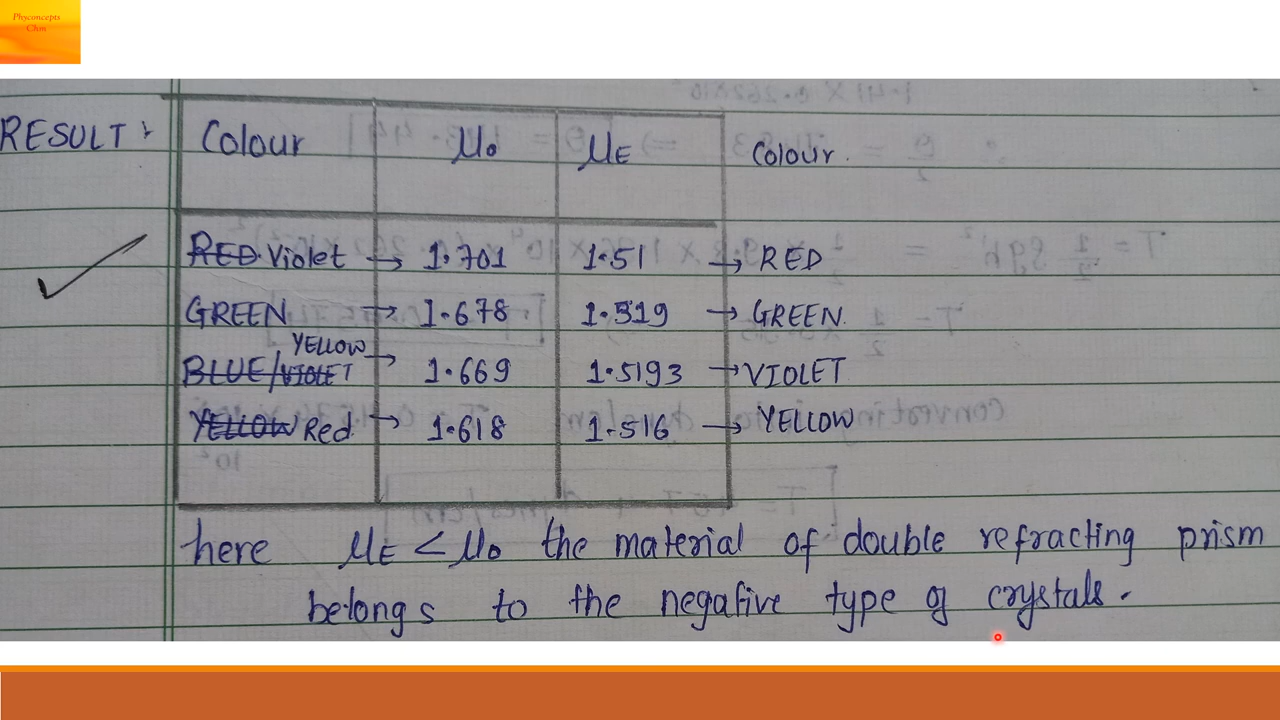 Phyconcepts
Chm
RESULT :
Colour μo μE Colour.
RED. Violet → 1.701 1.51 → RED
GREEN → 1.678 1.519 → GREEN.
YELLOW
BLUE/VIOLET → 1.669 1.5193 → VIOLET
YELLOW Red → 1.618 1.516 → YELLOW
here μE < μo the material of double refracting prism
belongs to the negative type of crystals.